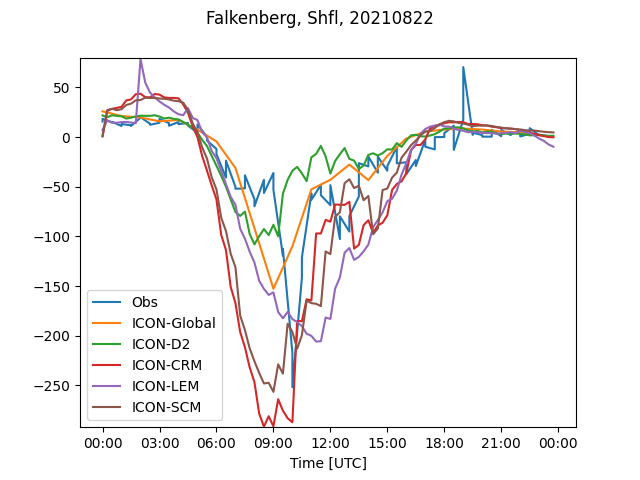 Falkenberg, Shfl, 20210822
50
0
−50
−100
−150
−200
−250
Obs
ICON-Global
ICON-D2
ICON-CRM
ICON-LEM
ICON-SCM
00:00 03:00 06:00 09:00 12:00 15:00 18:00 21:00 00:00
Time [UTC]